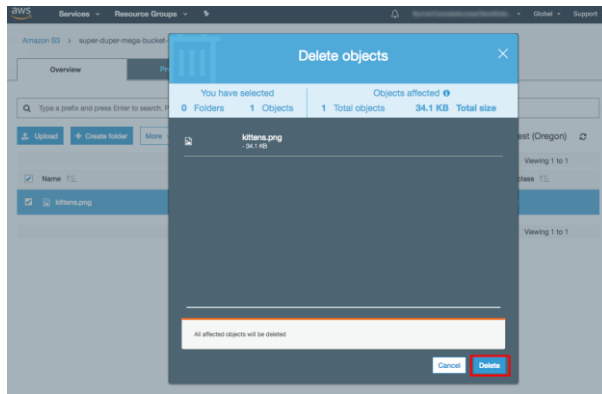 aws Services Resource Groups Global Support
Amazon S3 > super-duper-mega-bucket-
Overview
Type a prefix and press Enter to search.
Upload + Create folder More
(Oregon)
Viewing 1 to 1
Name
kittens.png
Viewing 1 to 1
Delete objects
You have selected Objects affected
0 Folders 1 Objects 1 Total objects 34.1 KB Total size
kittens.png
- 34.1 KB
All affected objects will be deleted
Cancel Delete